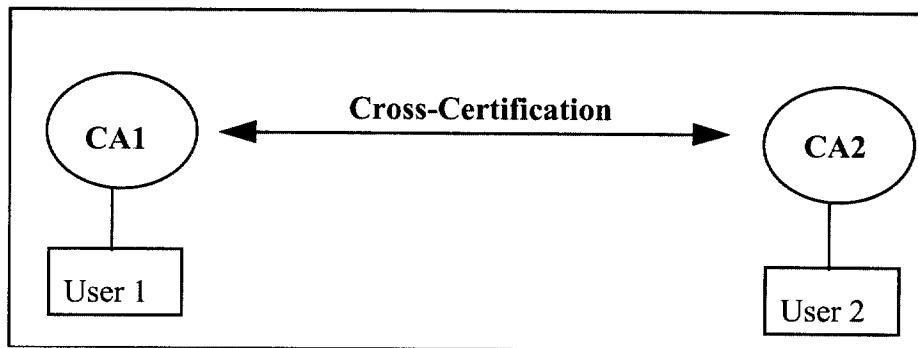 Cross-Certification
CA1
CA2
User 1
User 2